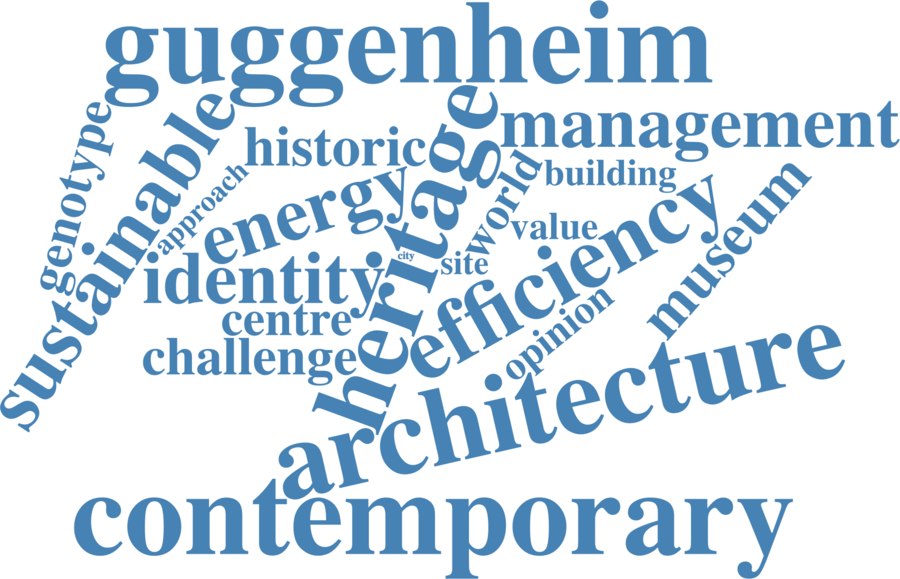 guggenheim
management
genotype
sustainable
historic
heritage
approach
energy
world
building
museum
value
efficiency
identity
city
site
centre
opinion
challenge
architecture
contemporary